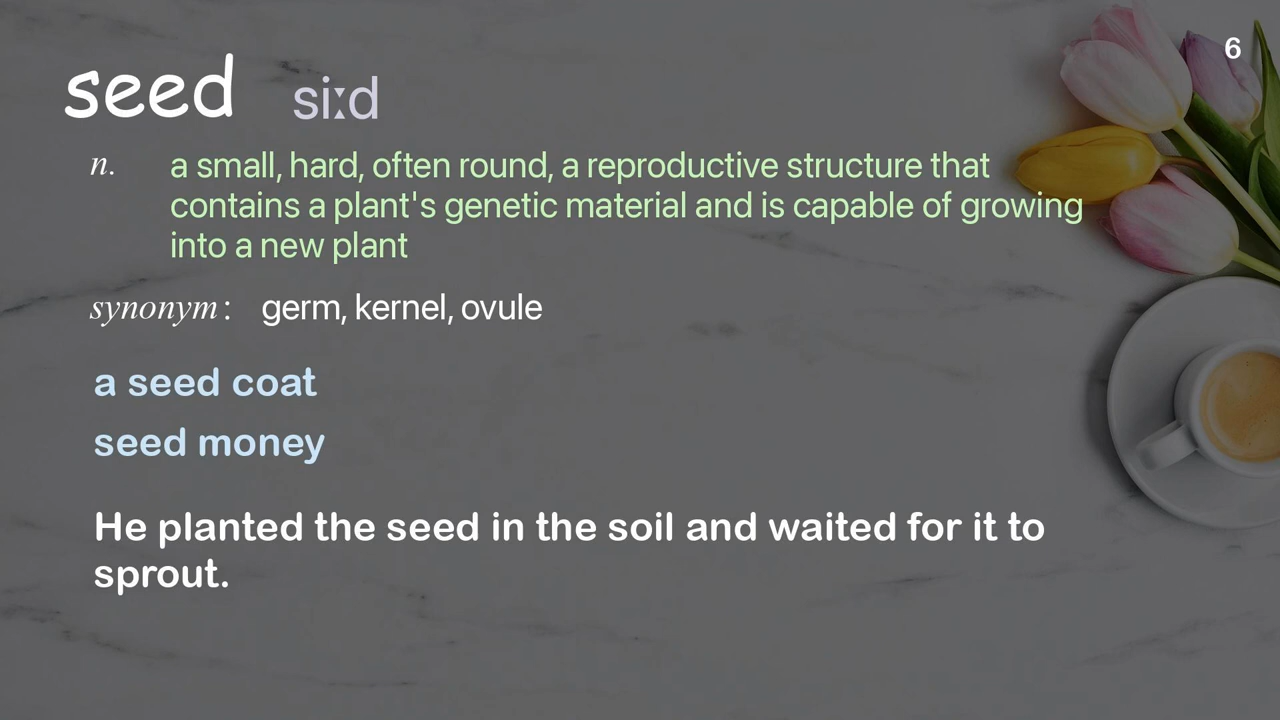 6
seed siːd
n. a small, hard, often round, a reproductive structure that
contains a plant's genetic material and is capable of growing
into a new plant
synonym: germ, kernel, ovule
a seed coat
seed money
He planted the seed in the soil and waited for it to
sprout.